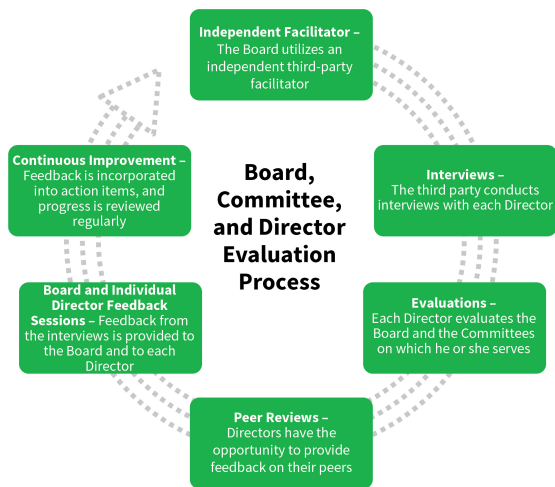 Independent Facilitator –
The Board utilizes an
independent third-party
facilitator
Interviews –
The third party conducts
interviews with each Director
Evaluations –
Each Director evaluates the
Board and the Committees
on which he or she serves
Peer Reviews –
Directors have the
opportunity to provide
feedback on their peers
Board and Individual
Director Feedback
Sessions – Feedback from
the interviews is provided to
the Board and to each
Director
Continuous Improvement –
Feedback is incorporated
into action items, and
progress is reviewed
regularly
Board,
Committee,
and Director
Evaluation
Process